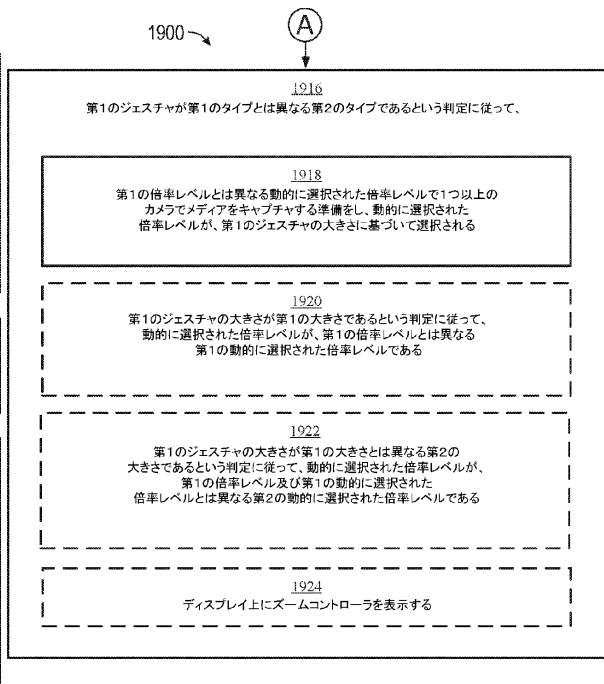 1900
A
1916
第1のジェスチャが第1のタイプとは異なる第2のタイプであるという判定に従って、
1918
第1の倍率レベルとは異なる動的に選択された倍率レベルで1つ以上の
カメラでメディアをキャプチャする準備をし、動的に選択された
倍率レベルが、第1のジェスチャの大きさに基づいて選択される
1920
第1のジェスチャの大きさが第1の大きさであるという判定に従って、
動的に選択された倍率レベルが、第1の倍率レベルとは異なる
第1の動的に選択された倍率レベルである
1922
第1のジェスチャの大きさが第1の大きさとは異なる第2の
大きさであるという判定に従って、動的に選択された倍率レベルが、
第1の倍率レベル及び第1の動的に選択された
倍率レベルとは異なる第2の動的に選択された倍率レベルである
1924
ディスプレイ上にズームコントローラを表示する